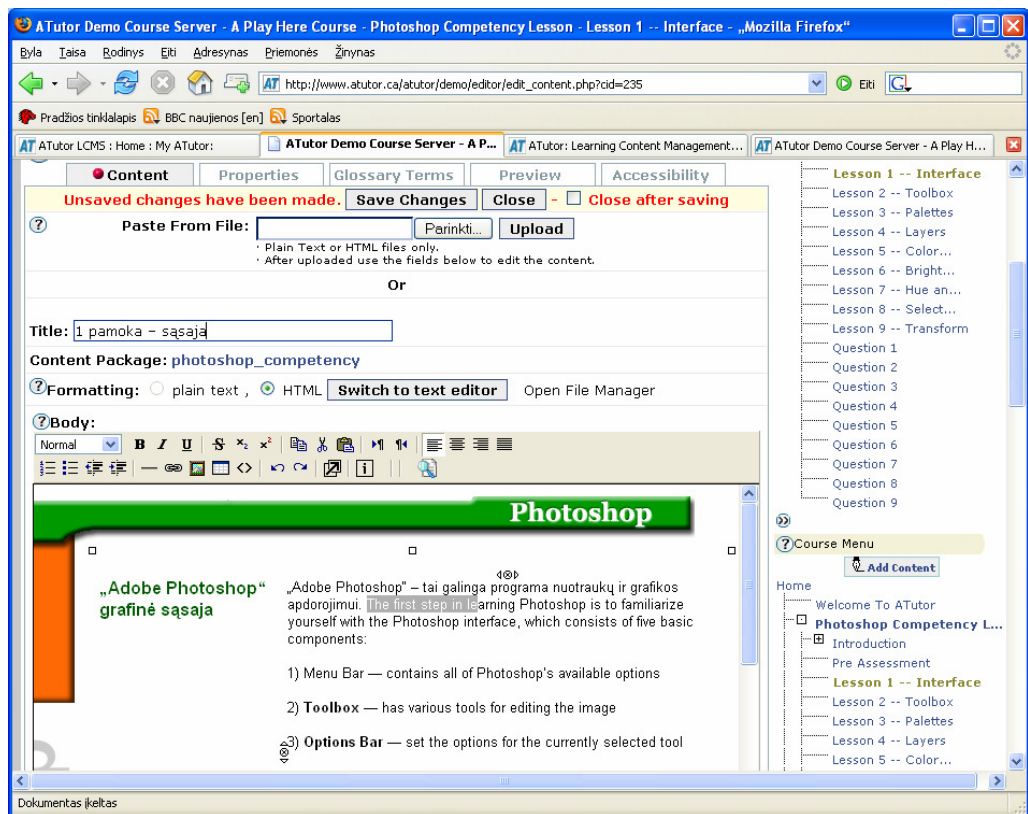 ATutor Demo Course Server - A Play Here Course - Photoshop Competency Lesson - Lesson 1 -- Interface - „Mozilla Firefox“
Byla Taisa Rodinys Eiti Adresynas Priemonės Žinynas
http://www.atutor.ca/atutor/demo/editor/edit_content.php?cid=235 Eiti
Pradžios tinklalapis BBC naujienos [en] Sportalas
ATutor LCMS : Home : My ATutor: ATutor Demo Course Server - A P... ATutor: Learning Content Management... ATutor Demo Course Server - A Play H...
Content Properties Glossary Terms Preview Accessibility
Unsaved changes have been made. Save Changes Close - Close after saving
Paste From File: Parinkti... Upload
· Plain Text or HTML files only.
· After uploaded use the fields below to edit the content.
Or
Title: 1 pamoka – sąsaja
Content Package: photoshop_competency
Formatting: plain text , HTML Switch to text editor Open File Manager
Body:
Normal
Photoshop
„Adobe Photoshop“
grafinė sąsaja
„Adobe Photoshop“ – tai galinga programa nuotraukų ir grafikos
apdorojimui. The first step in learning Photoshop is to familiarize
yourself with the Photoshop interface, which consists of five basic
components:
1) Menu Bar — contains all of Photoshop's available options
2) Toolbox — has various tools for editing the image
3) Options Bar — set the options for the currently selected tool
Lesson 1 -- Interface
Lesson 2 -- Toolbox
Lesson 3 -- Palettes
Lesson 4 -- Layers
Lesson 5 -- Color...
Lesson 6 -- Bright...
Lesson 7 -- Hue an...
Lesson 8 -- Select...
Lesson 9 -- Transform
Question 1
Question 2
Question 3
Question 4
Question 5
Question 6
Question 7
Question 8
Question 9
Course Menu
Add Content
Home
Welcome To ATutor
Photoshop Competency L...
Introduction
Pre Assessment
Lesson 1 -- Interface
Lesson 2 -- Toolbox
Lesson 3 -- Palettes
Lesson 4 -- Layers
Lesson 5 -- Color...
Dokumentas įkeltas